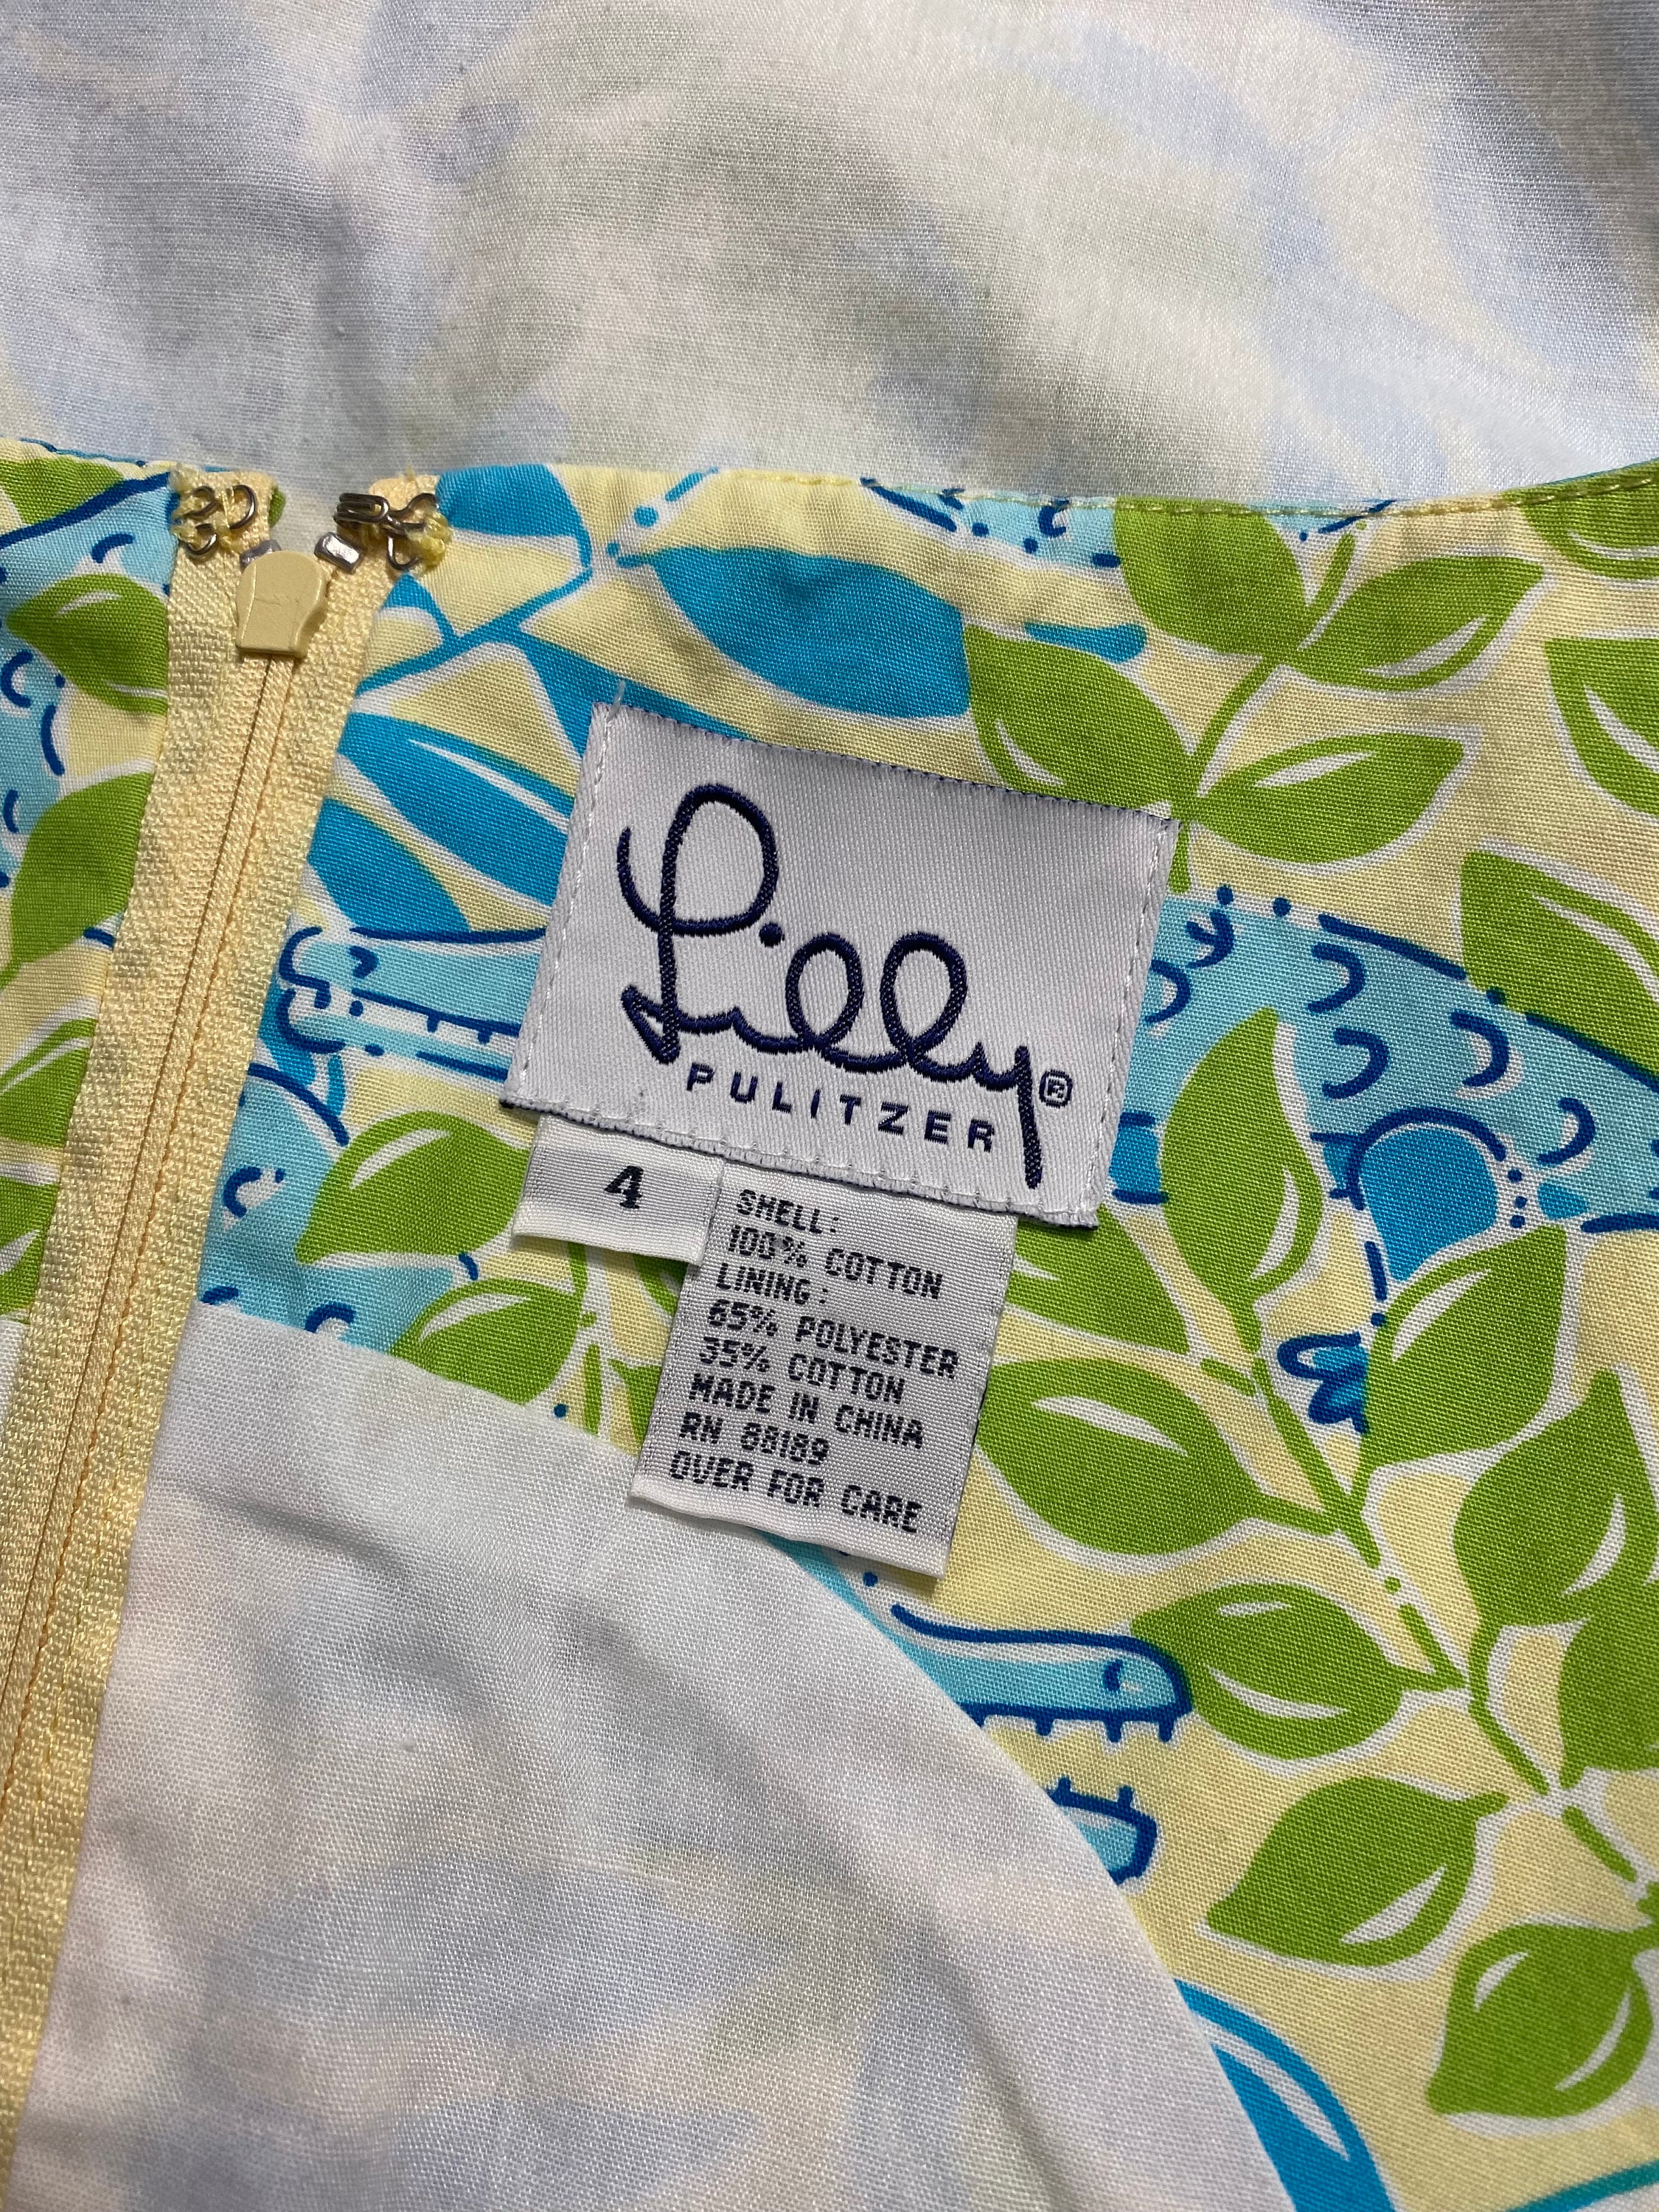 Lilly®
PULITZER
4
SHELL:
100% COTTON
LINING:
65% POLYESTER
35% COTTON
MADE IN CHINA
RN 88189
OVER FOR CARE